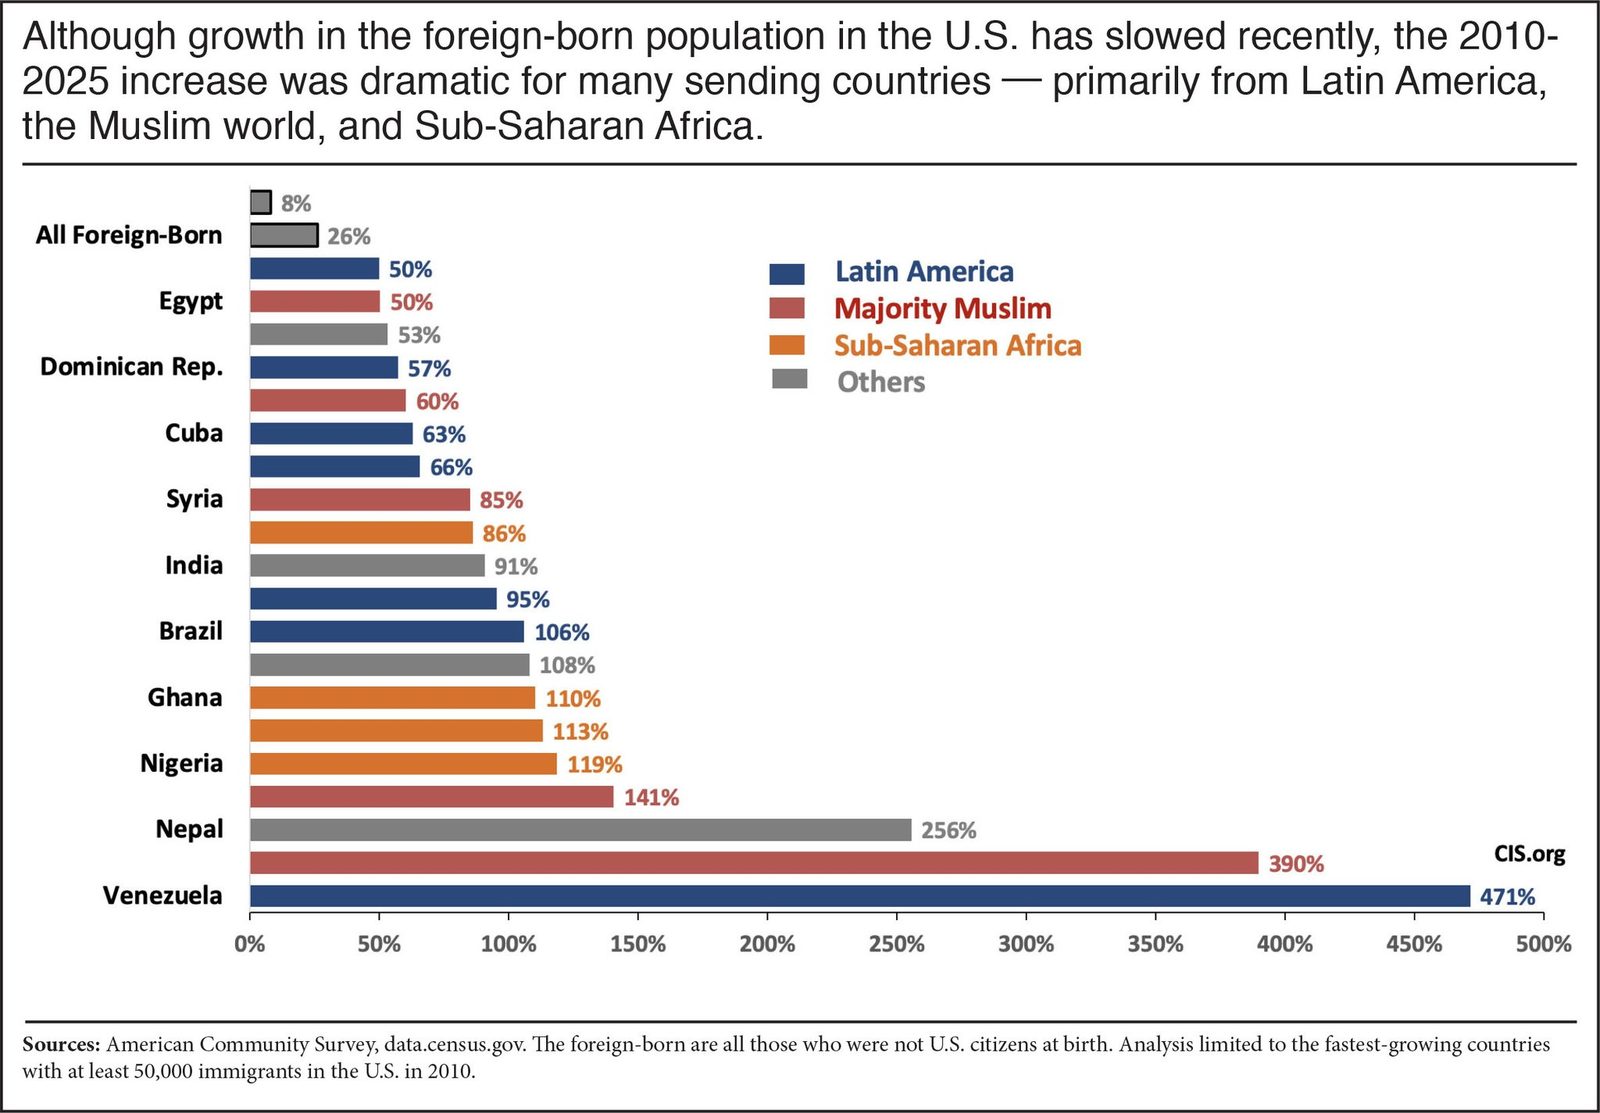 Although growth in the foreign-born population in the U.S. has slowed recently, the 2010-
2025 increase was dramatic for many sending countries — primarily from Latin America,
the Muslim world, and Sub-Saharan Africa.
8%
All Foreign-Born 26%
50%
Egypt 50%
53%
Dominican Rep. 57%
60%
Cuba 63%
66%
Syria 85%
86%
India 91%
95%
Brazil 106%
108%
Ghana 110%
113%
Nigeria 119%
141%
Nepal 256%
390%
Venezuela 471%
Latin America
Majority Muslim
Sub-Saharan Africa
Others
CIS.org
0% 50% 100% 150% 200% 250% 300% 350% 400% 450% 500%
Sources: American Community Survey, data.census.gov. The foreign-born are all those who were not U.S. citizens at birth. Analysis limited to the fastest-growing countries
with at least 50,000 immigrants in the U.S. in 2010.